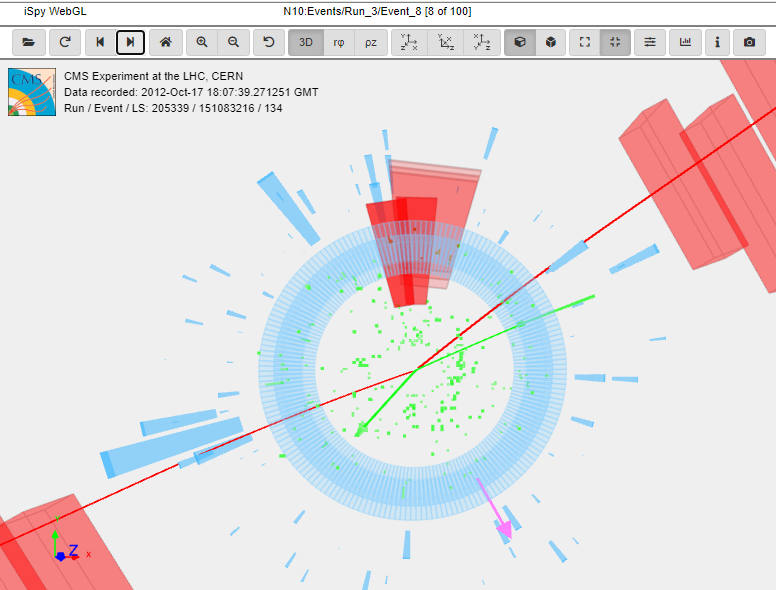 iSpy WebGL
N10:Events/Run_3/Event_8 [8 of 100]
3D rφ ρz
CMS
CMS Experiment at the LHC, CERN
Data recorded: 2012-Oct-17 18:07:39.271251 GMT
Run / Event / LS: 205339 / 151083216 / 134
Z x